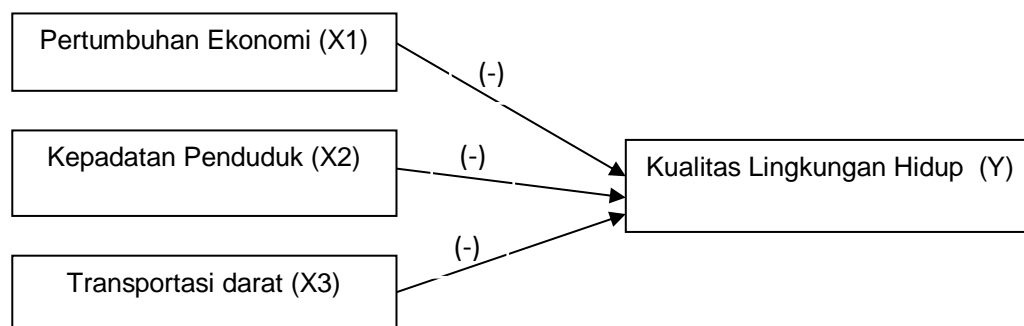 Pertumbuhan Ekonomi (X1)
(-)
Kepadatan Penduduk (X2)
(-)
Kualitas Lingkungan Hidup (Y)
(-)
Transportasi darat (X3)